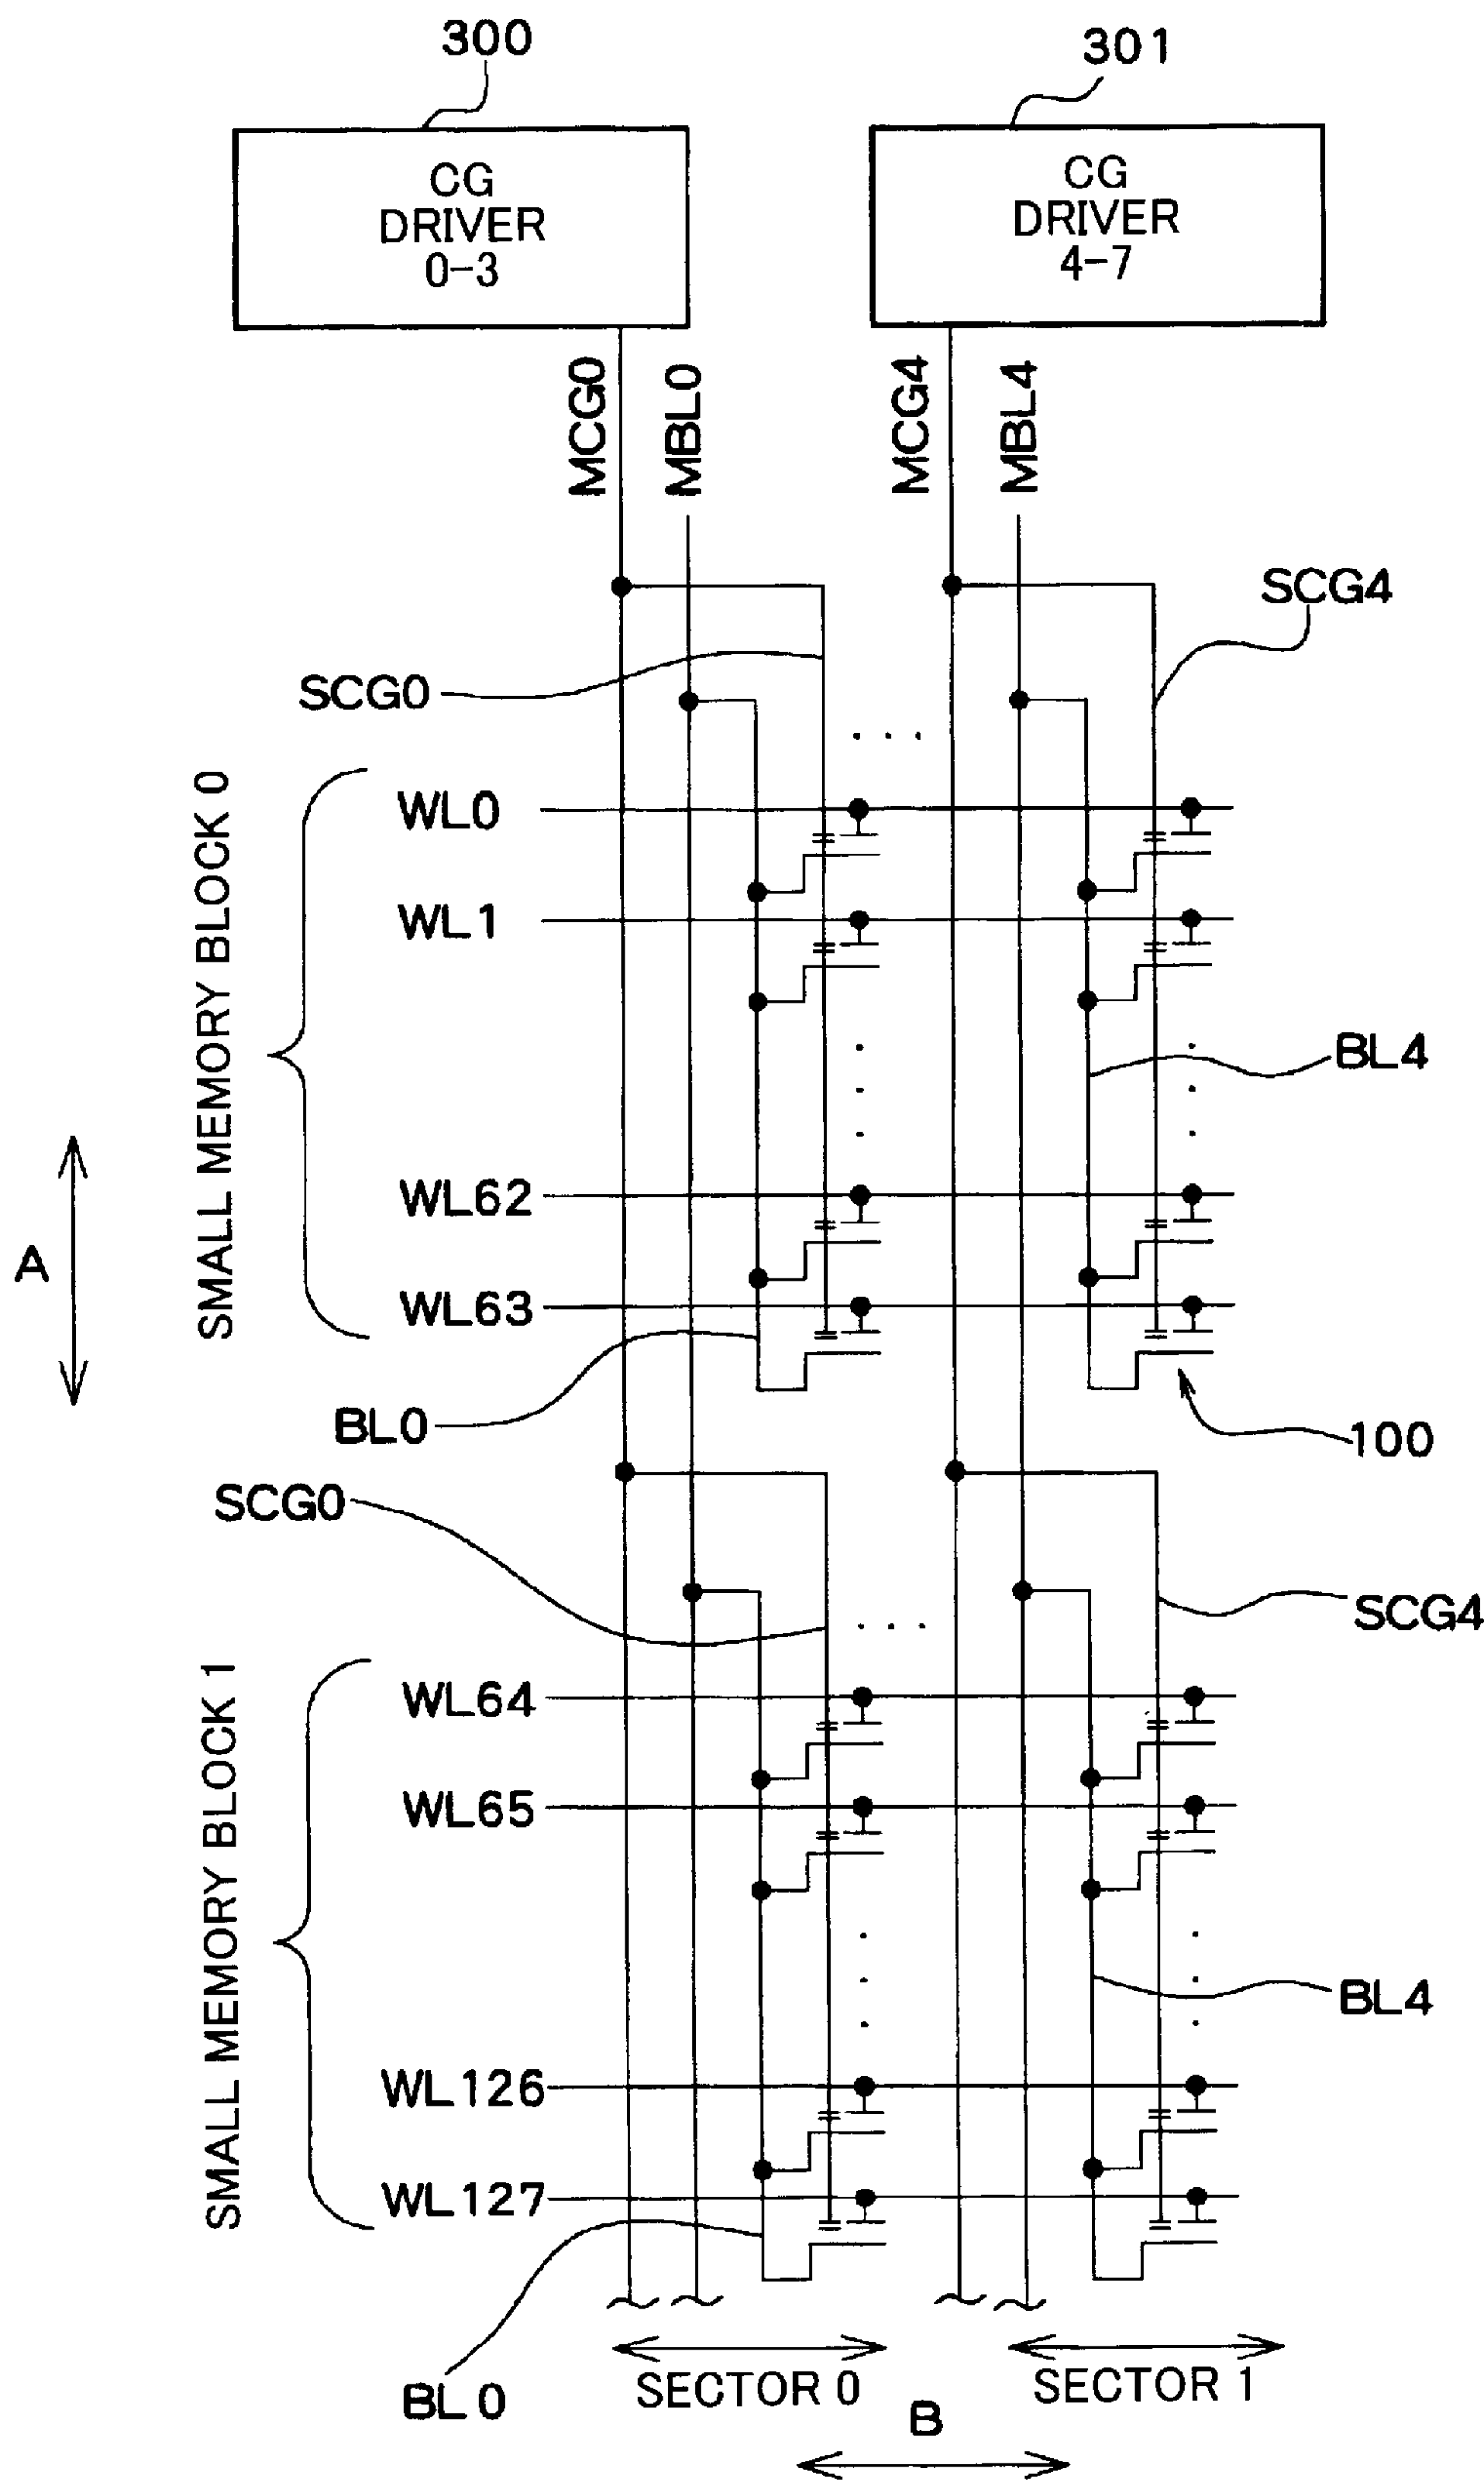 300
301
CG
DRIVER
0-3
CG
DRIVER
4-7
MCG0
MBL0
MCG4
MBL4
SCG4
SCG0
SMALL MEMORY BLOCK 0
WL0
WL1
BL4
WL62
A
WL63
BL0
100
SCG0
SCG4
SMALL MEMORY BLOCK 1
WL64
WL65
BL4
WL126
WL127
BL0
SECTOR 0
SECTOR 1
B